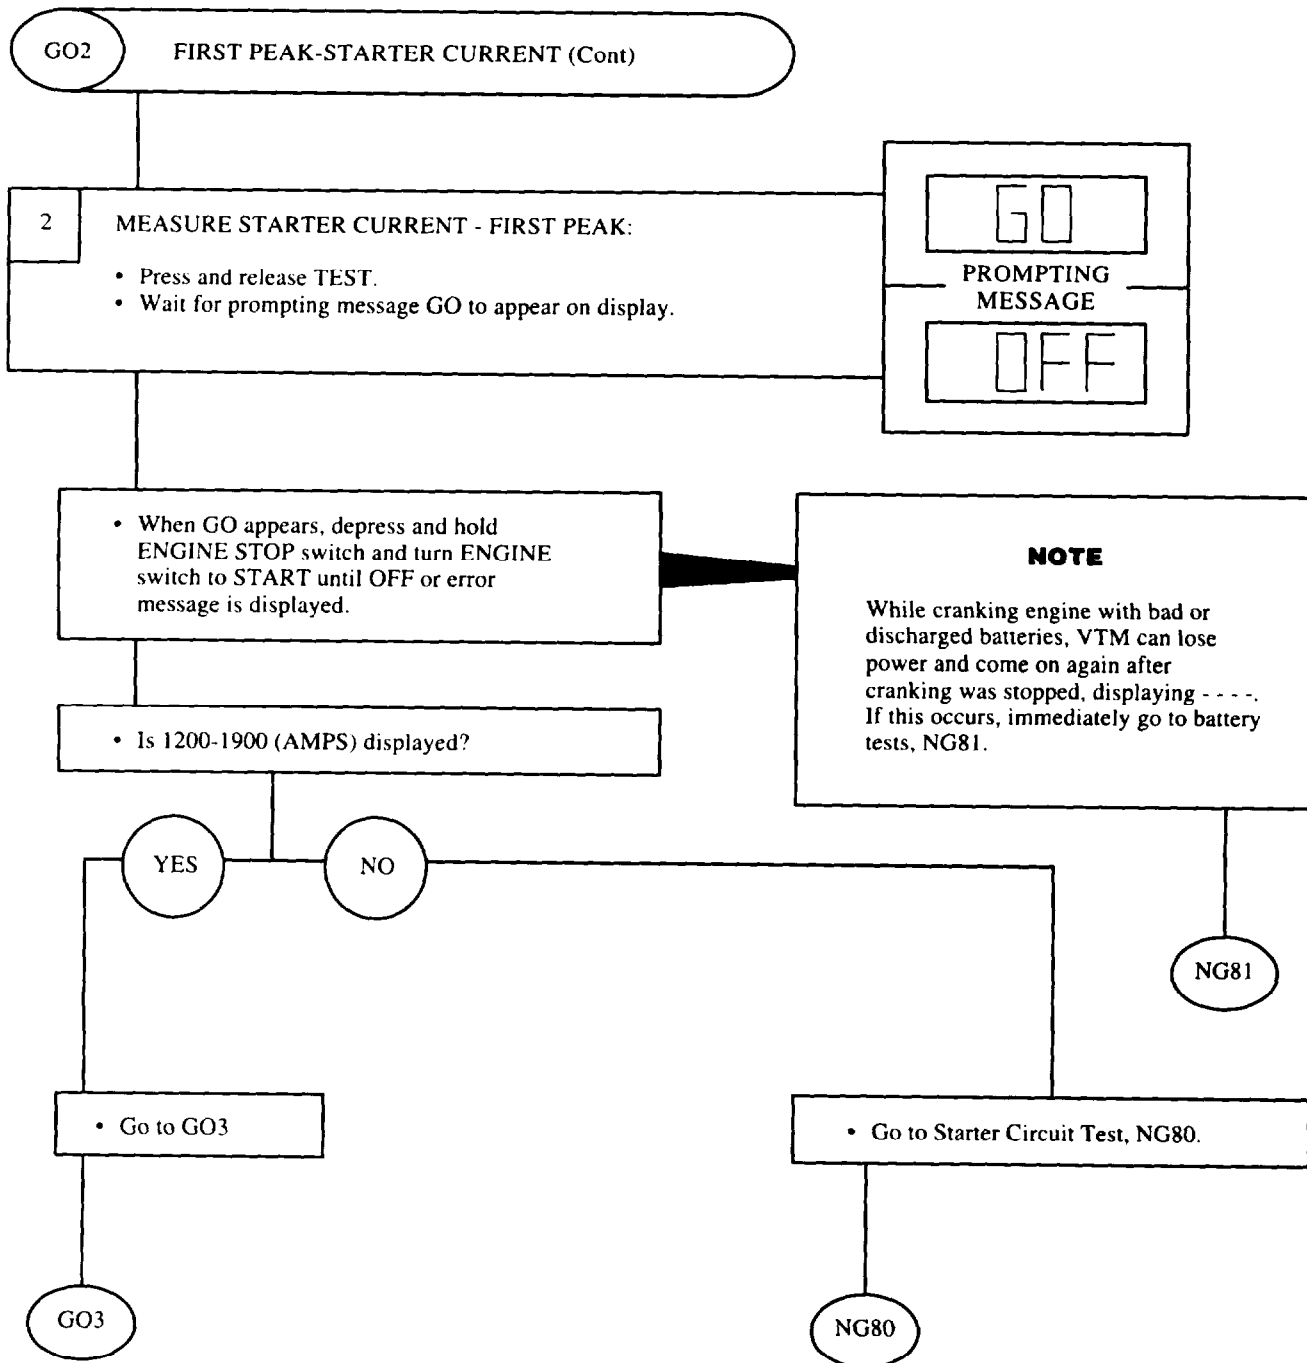 GO2
FIRST PEAK-STARTER CURRENT (Cont)
2
MEASURE STARTER CURRENT - FIRST PEAK:
• Press and release TEST.
• Wait for prompting message GO to appear on display.
GO
PROMPTING
MESSAGE
OFF
• When GO appears, depress and hold
ENGINE STOP switch and turn ENGINE
switch to START until OFF or error
message is displayed.
NOTE
While cranking engine with bad or
discharged batteries, VTM can lose
power and come on again after
cranking was stopped, displaying - - - -.
If this occurs, immediately go to battery
tests, NG81.
• Is 1200-1900 (AMPS) displayed?
YES
NO
NG81
• Go to GO3
• Go to Starter Circuit Test, NG80.
GO3
NG80